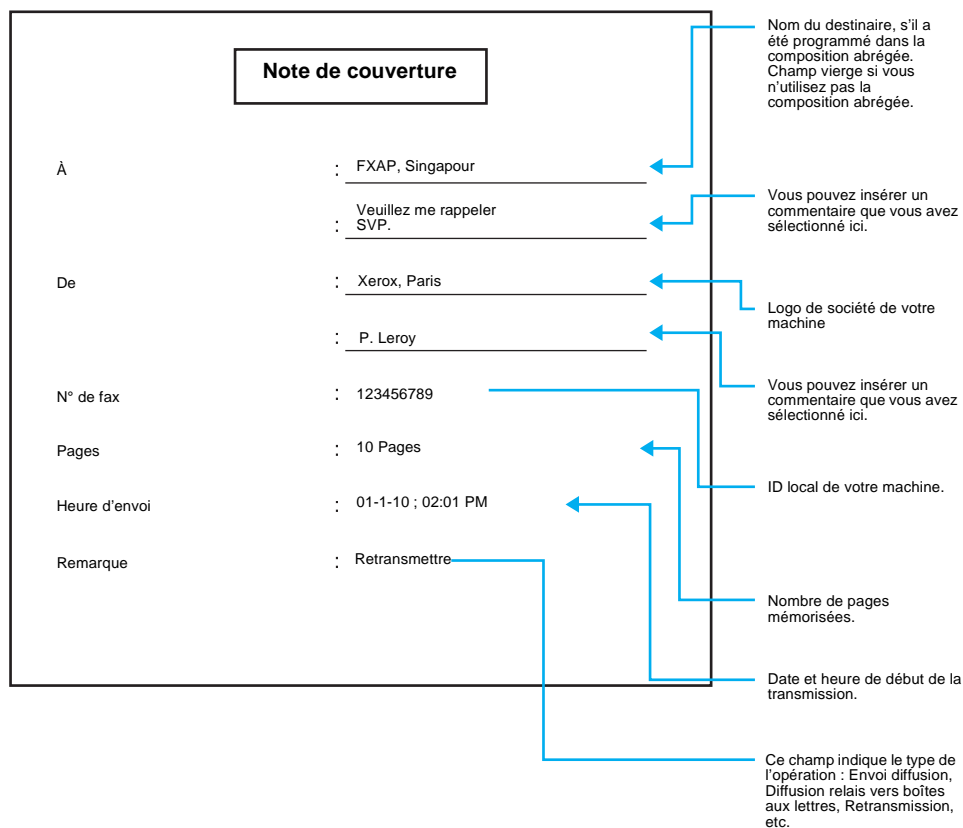 Note de couverture
À
: FXAP, Singapour
: Veuillez me rappeler
SVP.
De
: Xerox, Paris
: P. Leroy
N° de fax
: 123456789
Pages
: 10 Pages
Heure d'envoi
: 01-1-10 ; 02:01 PM
Remarque
: Retransmettre
Nom du destinaire, s'il a
été programmé dans la
composition abrégée.
Champ vierge si vous
n'utilisez pas la
composition abrégée.
Vous pouvez insérer un
commentaire que vous avez
sélectionné ici.
Logo de société de votre
machine
Vous pouvez insérer un
commentaire que vous avez
sélectionné ici.
ID local de votre machine.
Nombre de pages
mémorisées.
Date et heure de début de la
transmission.
Ce champ indique le type de
l'opération : Envoi diffusion,
Diffusion relais vers boîtes
aux lettres, Retransmission,
etc.